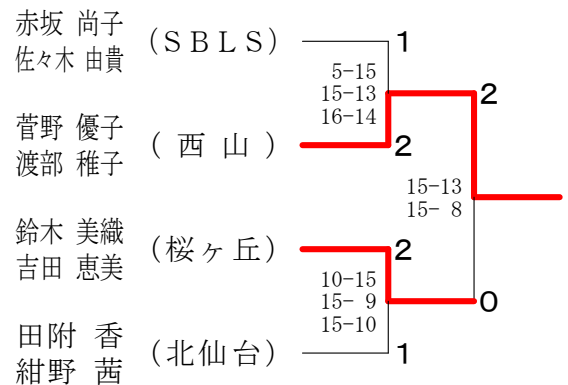 赤坂 尚子
佐々木 由貴
(ＳＢＬＳ)
1
5-15
15-13
16-14
2
菅野 優子
渡部 稚子
(西山)
2
15-13
15- 8
鈴木 美織
吉田 恵美
(桜ヶ丘)
2
10-15
15- 9
15-10
0
田附 香
紺野 茜
(北仙台)
1